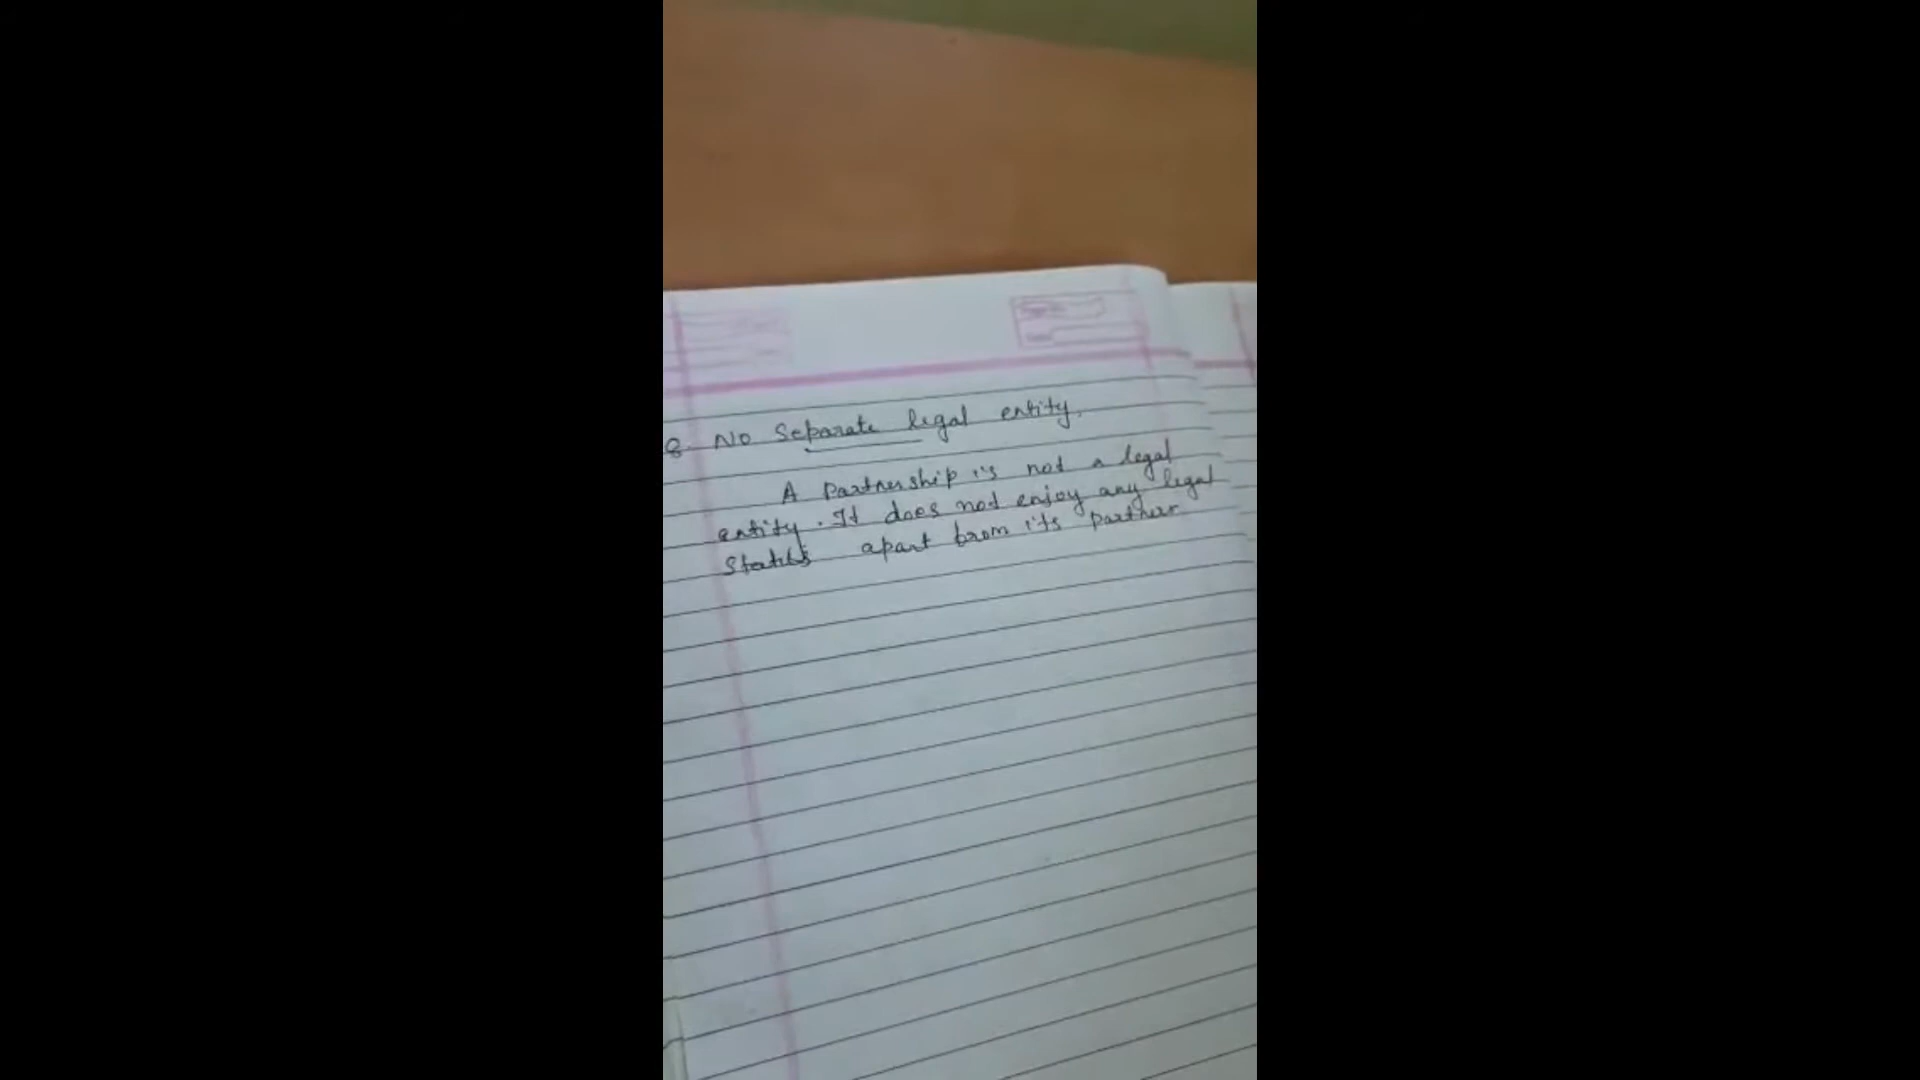 8. No Separate legal entity.
A Partnership is not a legal
entity. It does not enjoy any legal
status apart from its partner